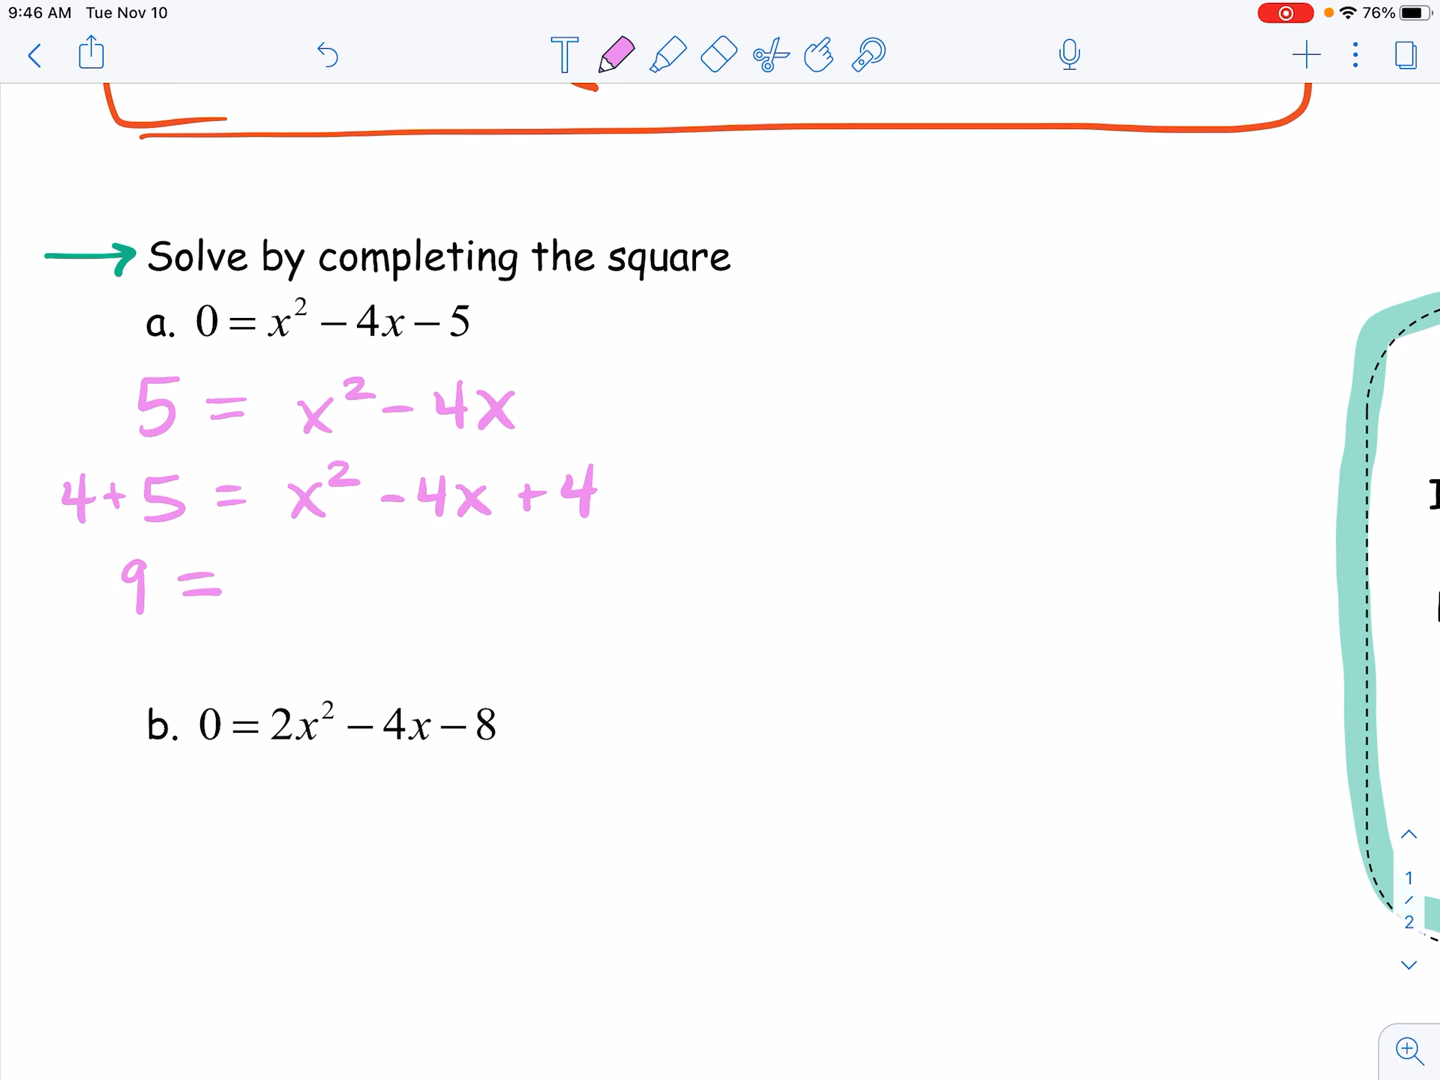 9:46 AM Tue Nov 10 76%
T
Solve by completing the square
a. 0 = x² − 4x − 5
5 = x² − 4x
4 + 5 = x² − 4x + 4
9 =
b. 0 = 2x² − 4x − 8
1
/
2